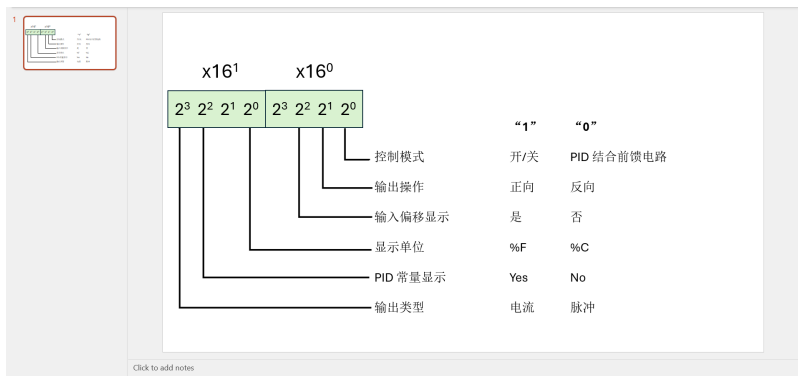 1
x16¹ x16⁰
2³ 2² 2¹ 2⁰ 2³ 2² 2¹ 2⁰
“1” “0”
控制模式 开/关 PID 结合前馈电路
输出操作 正向 反向
输入偏移显示 是 否
显示单位 %F %C
PID 常量显示 Yes No
输出类型 电流 脉冲
Click to add notes